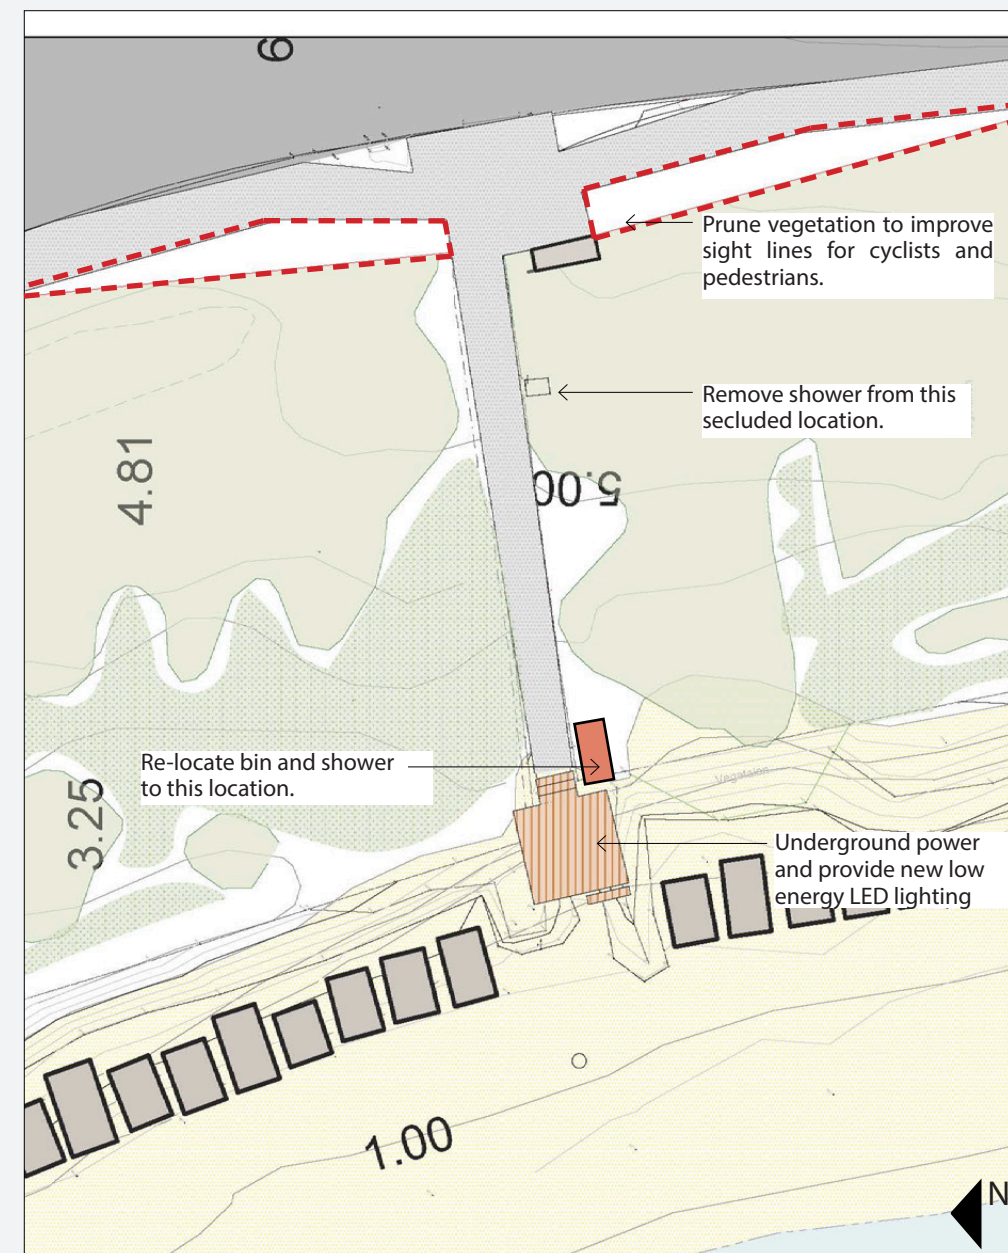 6
Prune vegetation to improve
sight lines for cyclists and
pedestrians.
Remove shower from this
secluded location.
4.81
5.00
Re-locate bin and shower
to this location.
Vegetation
3.25
Underground power
and provide new low
energy LED lighting
1.00
N